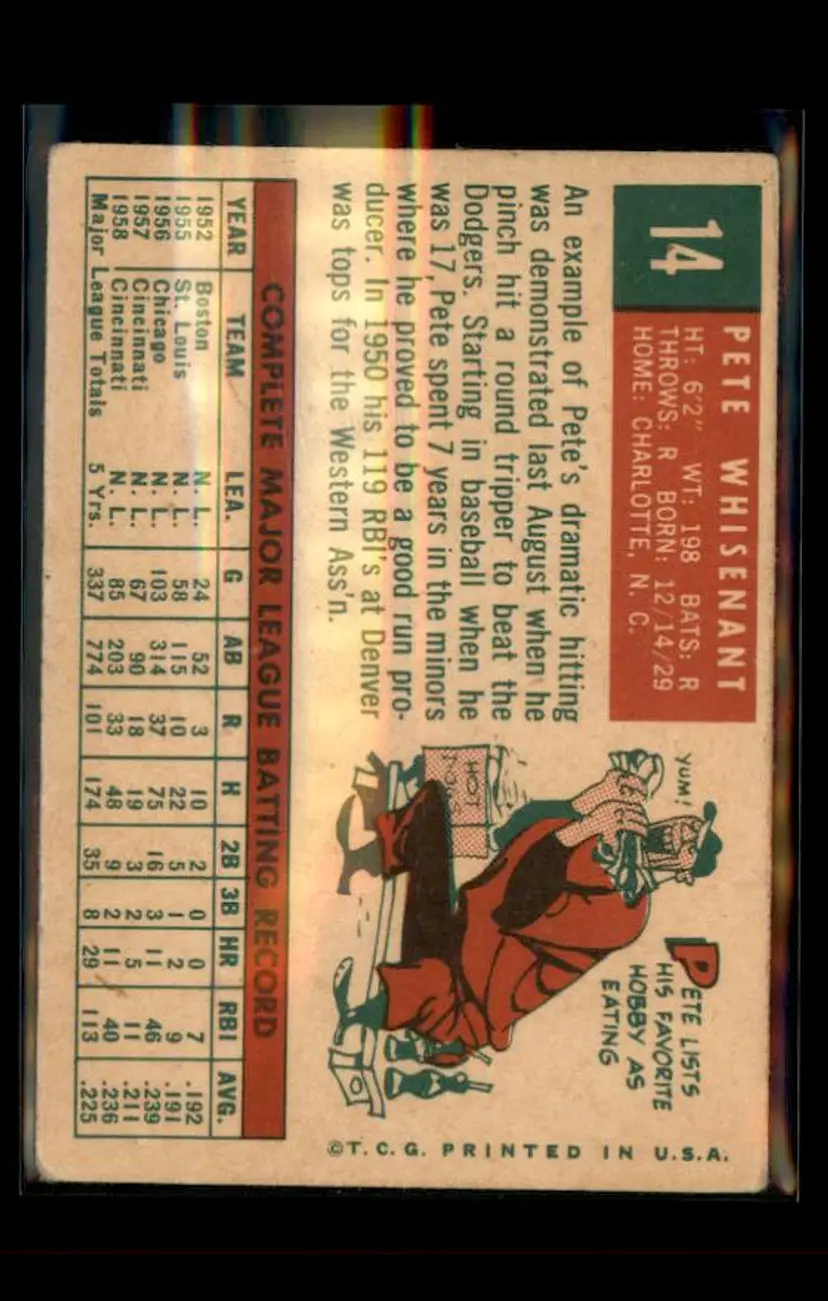 14
PETE WHISENANT
HT: 6'2" WT: 198 BATS: R
THROWS: R BORN: 12/14/29
HOME: CHARLOTTE, N. C.
An example of Pete's dramatic hitting
was demonstrated last August when he
pinch hit a round tripper to beat the
Dodgers. Starting in baseball when he
was 17, Pete spent 7 years in the minors
where he proved to be a good run pro-
ducer. In 1950 his 119 RBI's at Denver
was tops for the Western Ass'n.
YUM!
HOT
PETE LISTS
HIS FAVORITE
HOBBY AS
EATING
COMPLETE MAJOR LEAGUE BATTING RECORD
YEAR TEAM LEA. G AB R H 2B 3B HR RBI AVG.
1952 Boston N. L. 24 52 3 10 2 0 0 7 .192
1955 St. Louis N. L. 58 115 10 22 5 1 2 9 .191
1956 Chicago N. L. 103 314 37 75 16 3 11 46 .239
1957 Cincinnati N. L. 67 90 18 19 3 2 5 11 .211
1958 Cincinnati N. L. 85 203 33 48 9 2 11 40 .236
Major League Totals 5 Yrs. 337 774 101 174 35 8 29 113 .225
©T. C. G. PRINTED IN U.S.A.